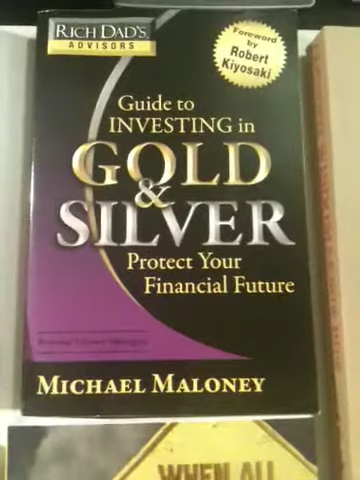 RICH DAD'S
ADVISORS
Foreword
by
Robert
Kiyosaki
Guide to
INVESTING in
GOLD
&
SILVER
Protect Your
Financial Future
MICHAEL MALONEY
WHEN ALL